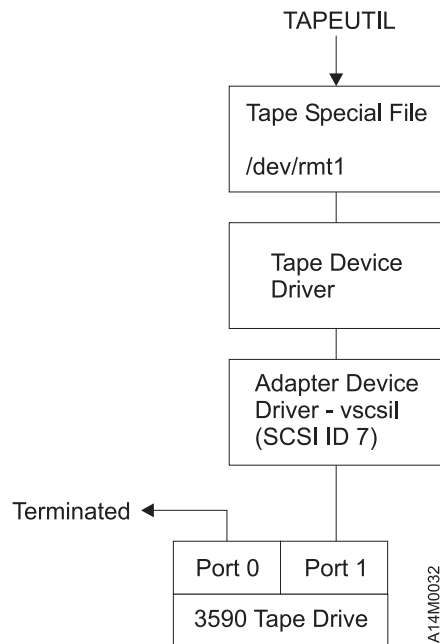 TAPEUTIL
Tape Special File
/dev/rmt1
Tape Device
Driver
Adapter Device
Driver - vscsil
(SCSI ID 7)
Terminated
Port 0
Port 1
3590 Tape Drive
A14M0032